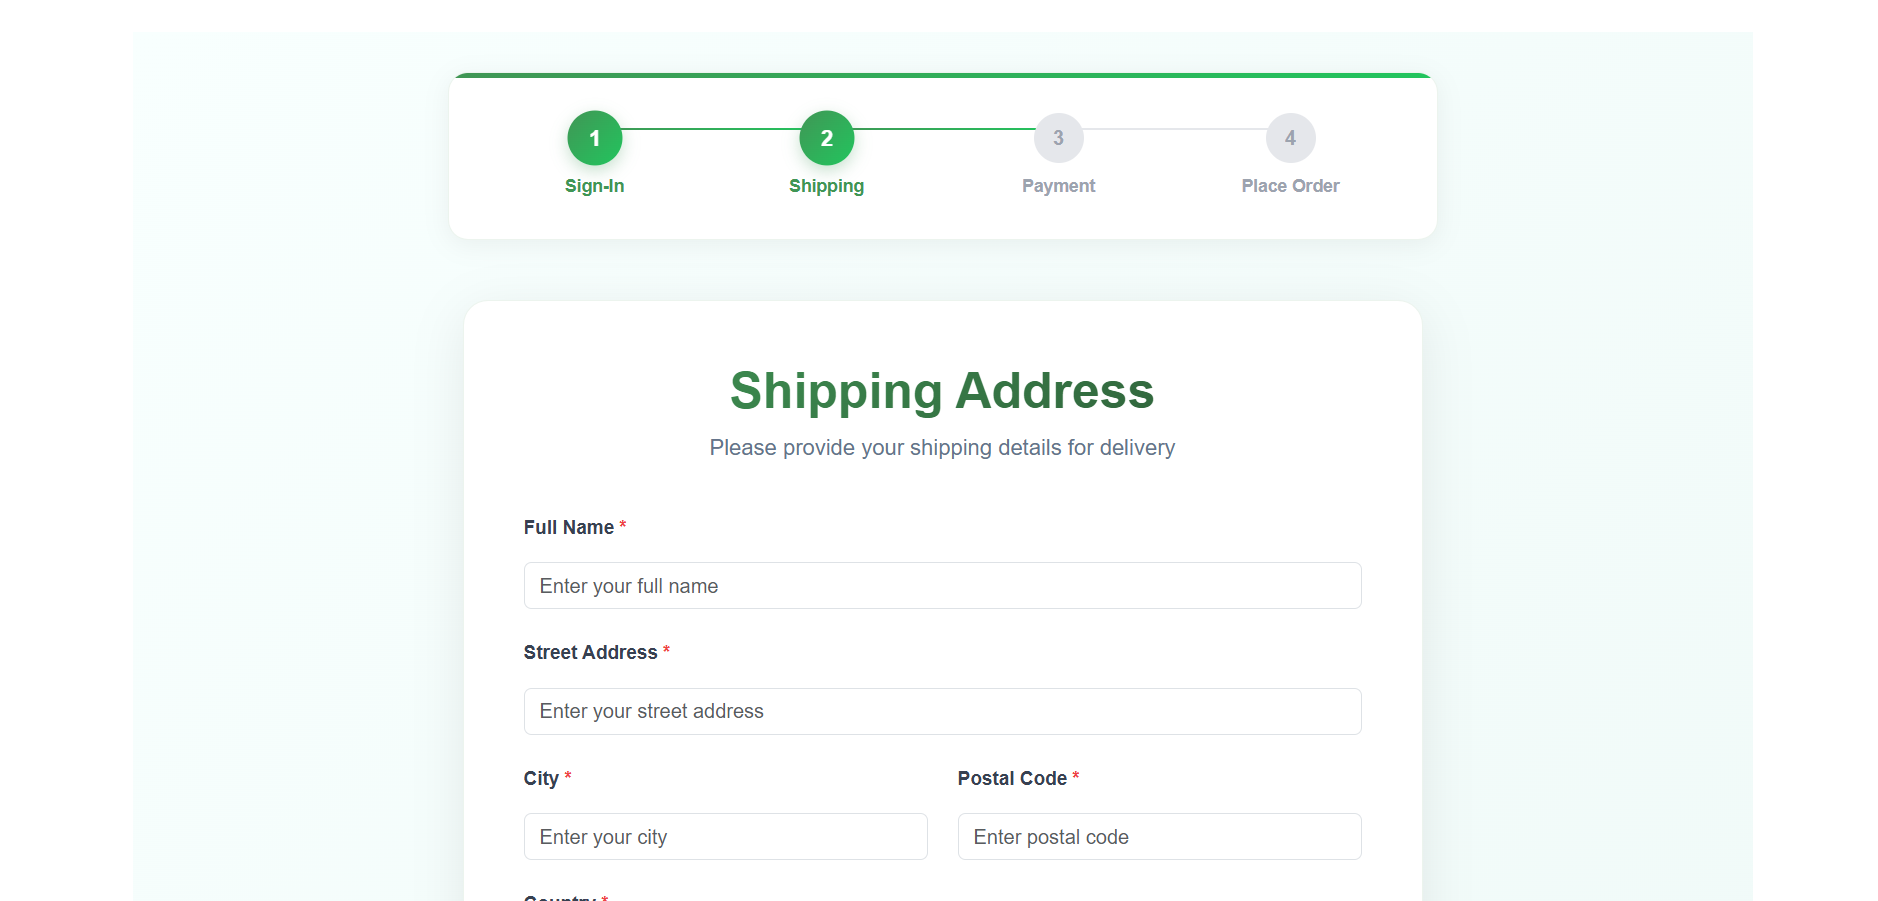 1 2 3 4
Sign-In Shipping Payment Place Order
Shipping Address
Please provide your shipping details for delivery
Full Name *
Enter your full name
Street Address *
Enter your street address
City * Postal Code *
Enter your city Enter postal code
Country *